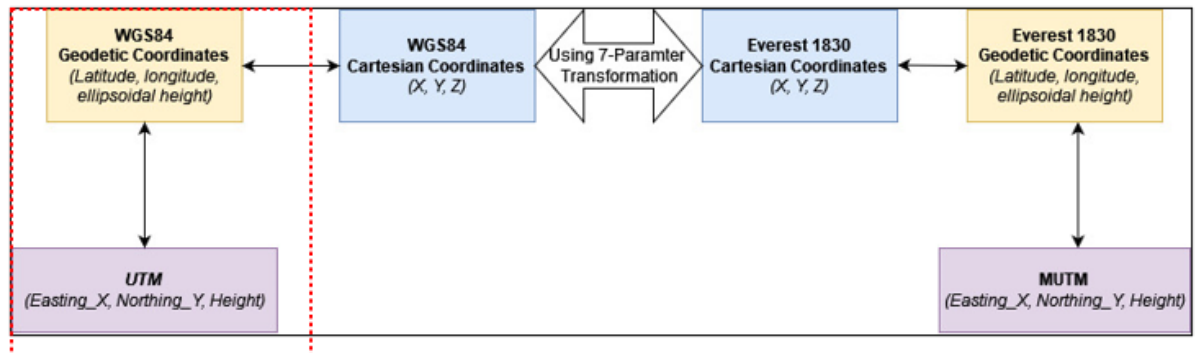 WGS84
Geodetic Coordinates
(Latitude, longitude,
ellipsoidal height)
WGS84
Cartesian Coordinates
(X, Y, Z)
Using 7-Paramter
Transformation
Everest 1830
Cartesian Coordinates
(X, Y, Z)
Everest 1830
Geodetic Coordinates
(Latitude, longitude,
ellipsoidal height)
UTM
(Easting_X, Northing_Y, Height)
MUTM
(Easting_X, Northing_Y, Height)